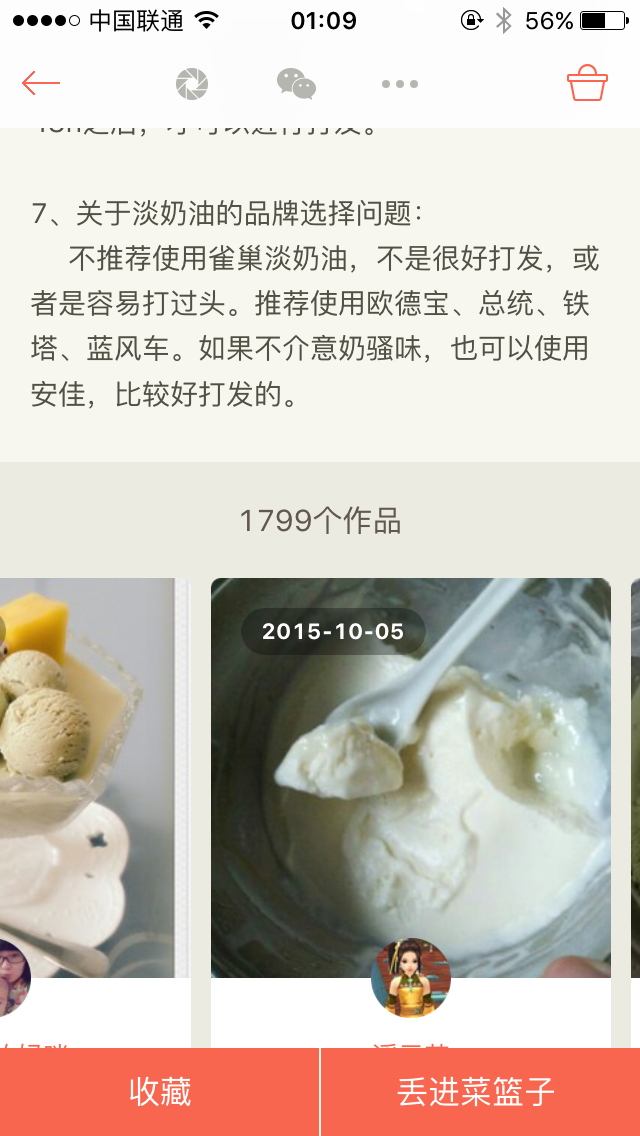 中国联通
01:09
56%
7、关于淡奶油的品牌选择问题：
不推荐使用雀巢淡奶油，不是很好打发，或
者是容易打过头。推荐使用欧德宝、总统、铁
塔、蓝风车。如果不介意奶骚味，也可以使用
安佳，比较好打发的。
1799个作品
2015-10-05
收藏
丢进菜篮子